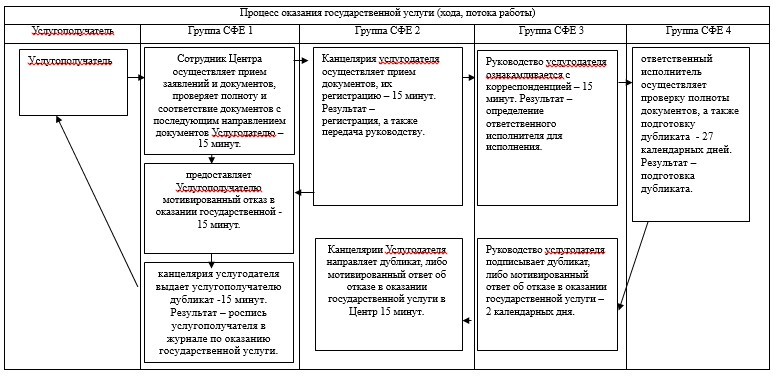 Процесс оказания государственной услуги (хода, потока работы)
Услугополучатель
Группа СФЕ 1
Группа СФЕ 2
Группа СФЕ 3
Группа СФЕ 4
Услугополучатель
Сотрудник Центра
осуществляет прием
заявлений и документов,
проверяет полноту и
соответствие документов с
последующим направлением
документов Услугодателю –
15 минут.
предоставляет
Услугополучателю
мотивированный отказ в
оказании государственной -
15 минут.
канцелярия услугодателя
выдает услугополучателю
дубликат -15 минут.
Результат – роспись
услугополучателя в
журнале по оказанию
государственной услуги.
Канцелярия услугодателя
осуществляет прием
документов, их
регистрацию – 15 минут.
Результат –
регистрация, а также
передача руководству.
Канцелярии Услугодателя
направляет дубликат, либо
мотивированный ответ об
отказе в оказании
государственной услуги в
Центр 15 минут.
Руководство услугодателя
ознакамливается с
корреспонденцией – 15
минут. Результат –
определение
ответственного
исполнителя для
исполнения.
Руководство услугодателя
подписывает дубликат,
либо мотивированный
ответ об отказе в оказании
государственной услуги –
2 календарных дня.
ответственный
исполнитель
осуществляет
проверку полноты
документов, а также
подготовку
дубликата - 27
календарных дней.
Результат –
подготовка
дубликата.